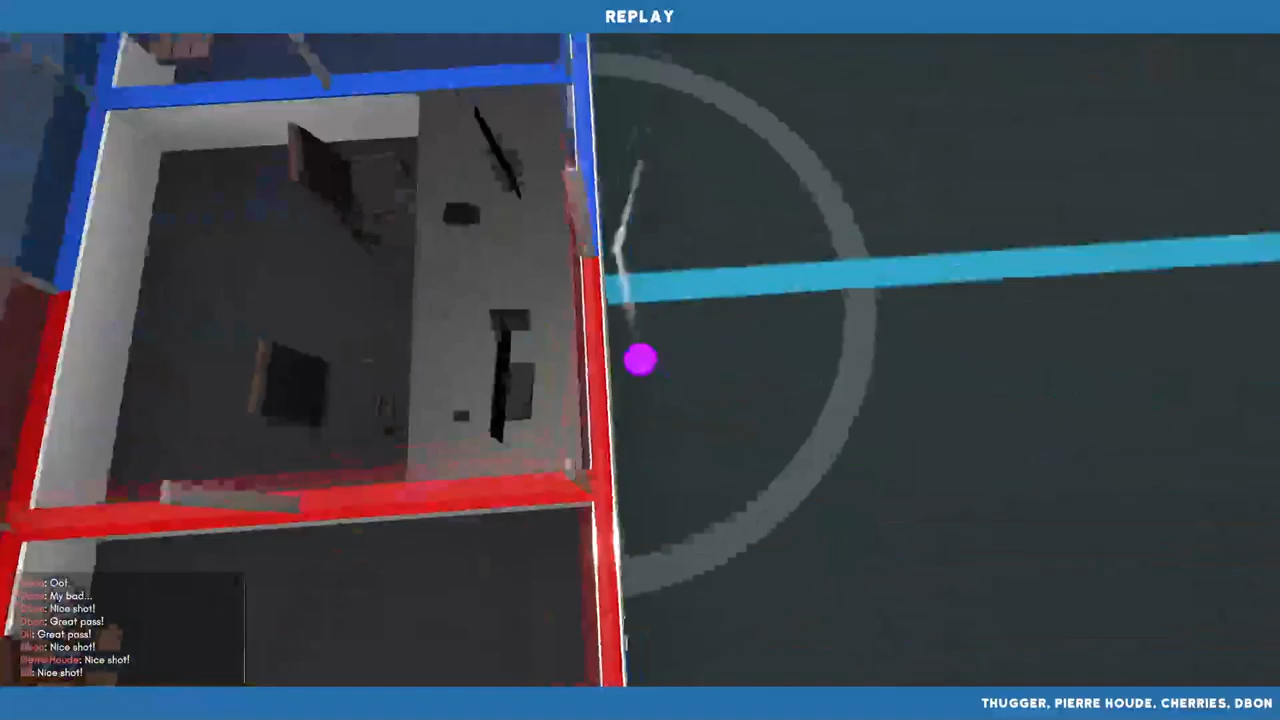 REPLAY
: Oof
: My bad...
: Nice shot!
Dbon: Great pass!
: Great pass!
: Nice shot!
Pierre Houde: Nice shot!
: Nice shot!
THUGGER, PIERRE HOUDE, CHERRIES, DBON